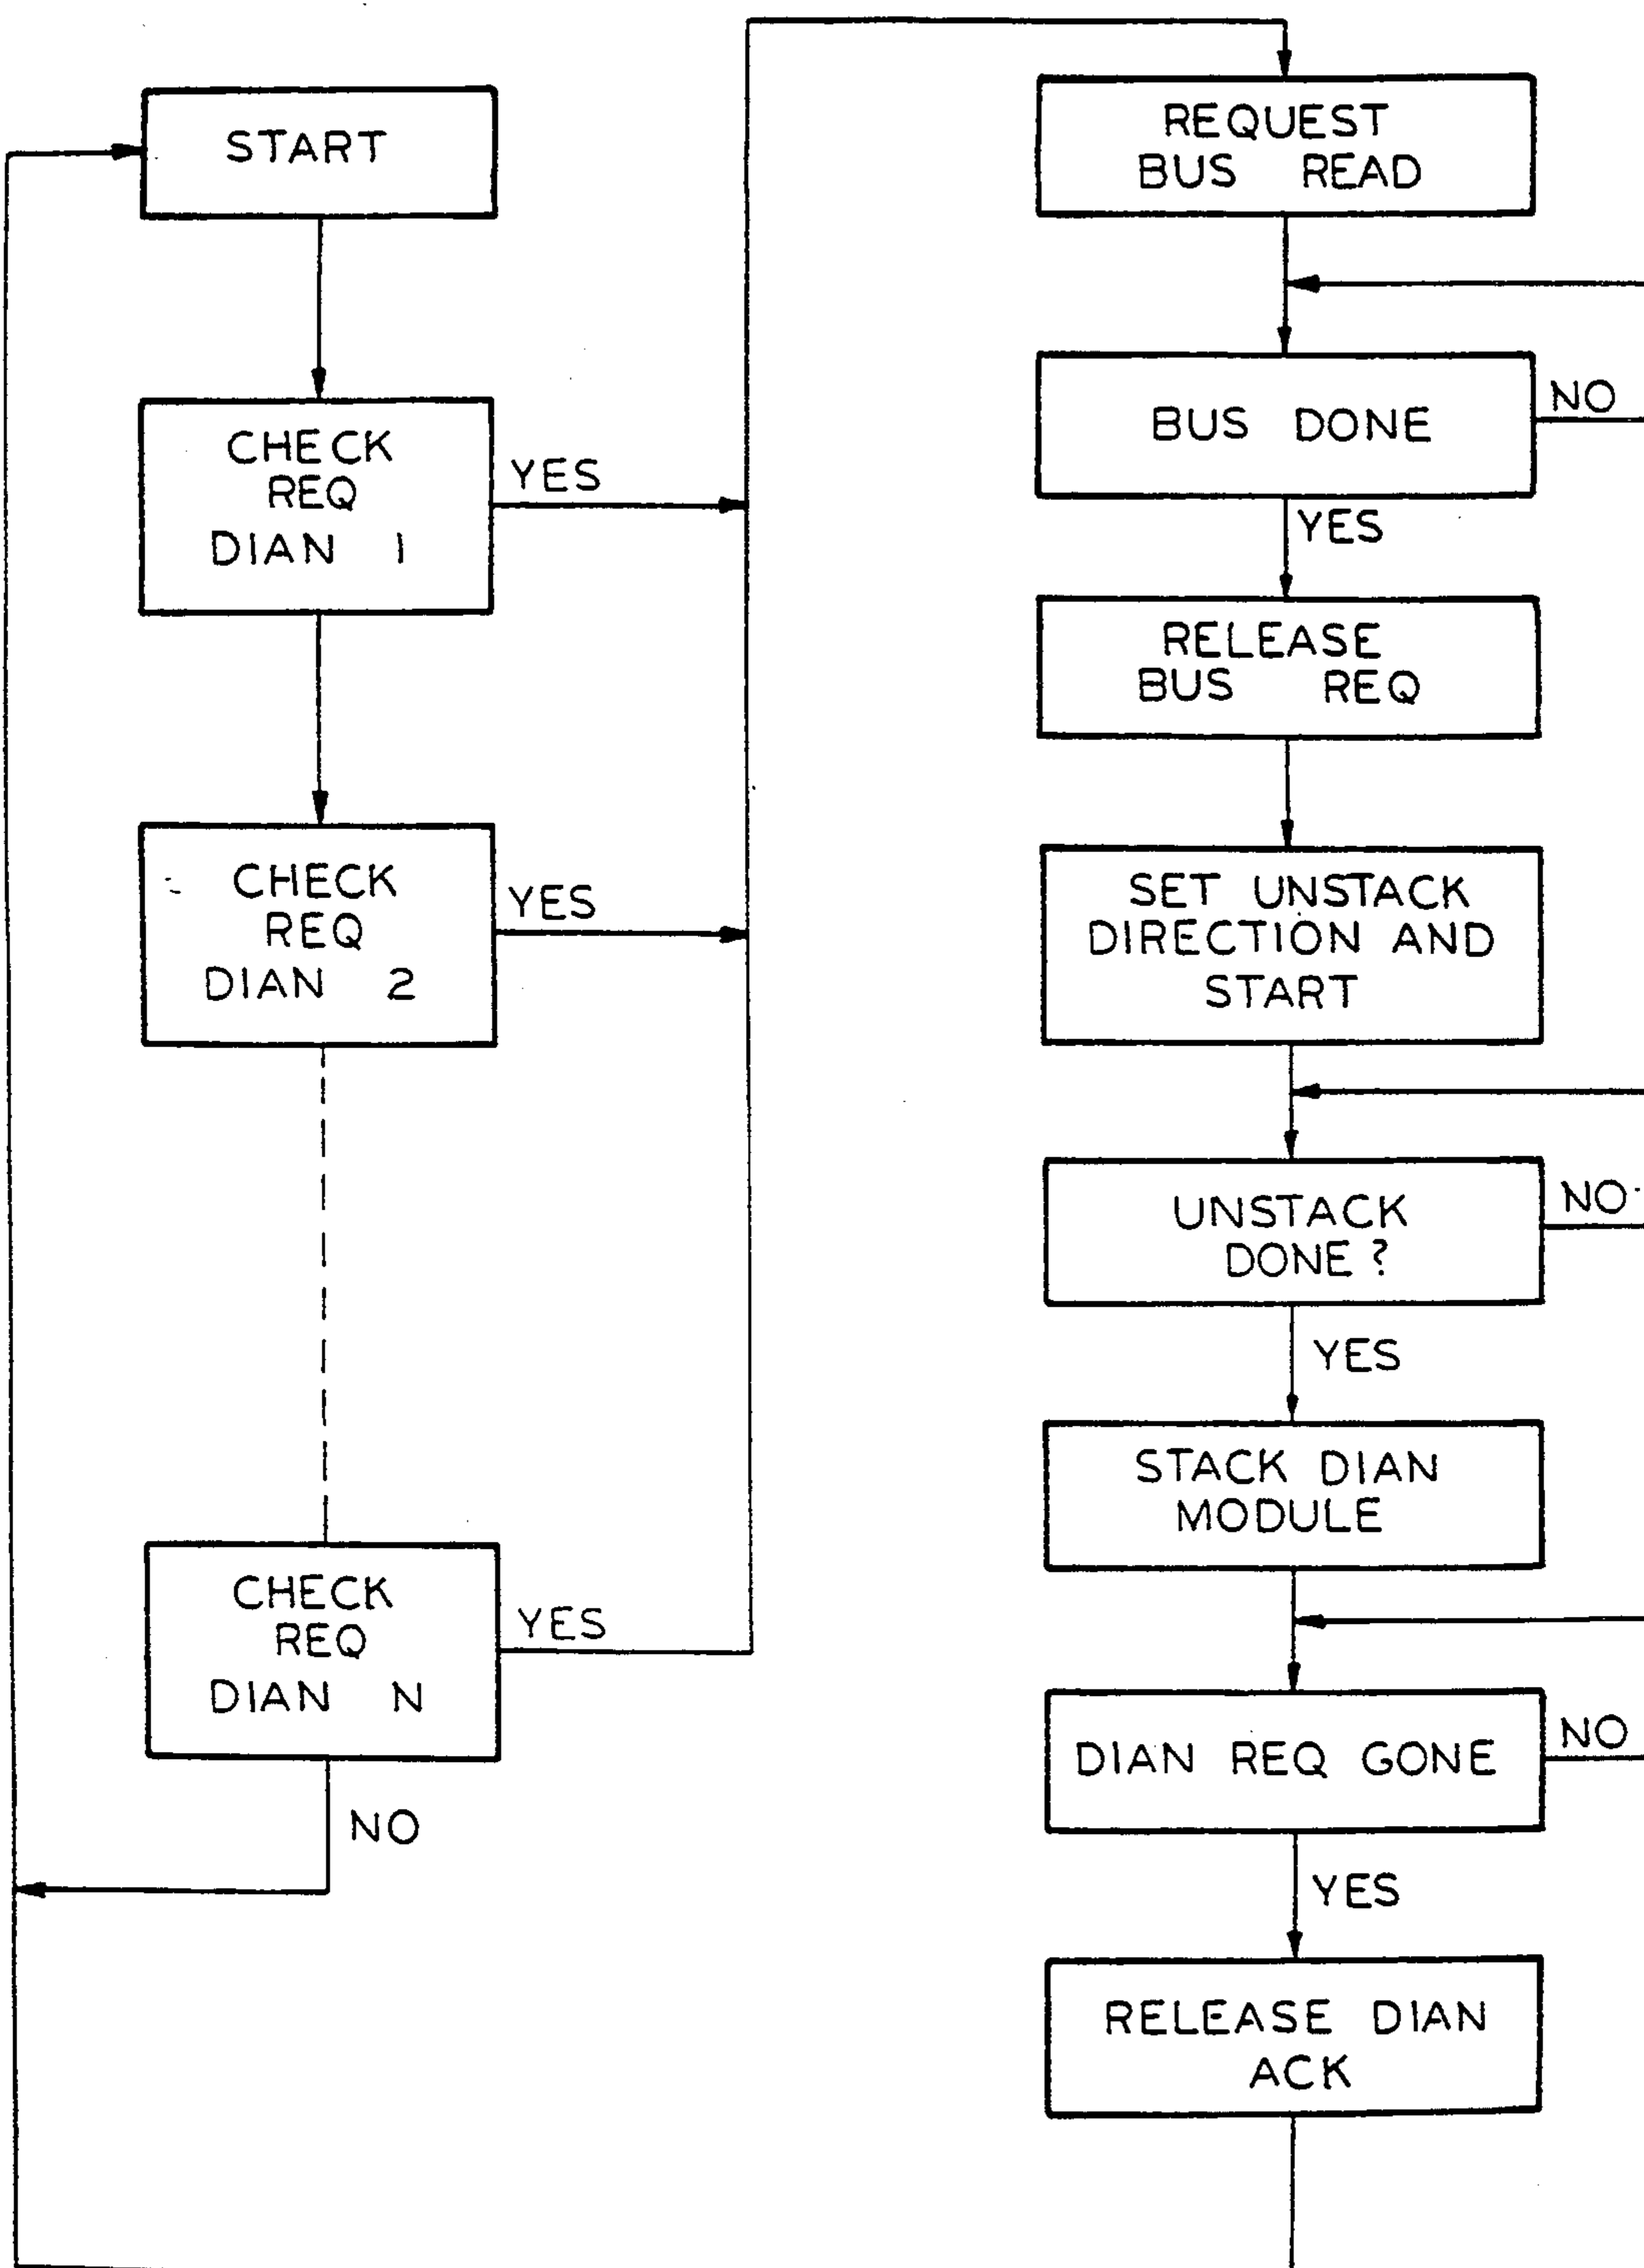 START
CHECK
REQ
DIAN 1
YES
CHECK
REQ
DIAN 2
YES
CHECK
REQ
DIAN N
YES
NO
REQUEST
BUS READ
BUS DONE
NO
YES
RELEASE
BUS REQ
SET UNSTACK
DIRECTION AND
START
UNSTACK
DONE?
NO
YES
STACK DIAN
MODULE
DIAN REQ GONE
NO
YES
RELEASE DIAN
ACK